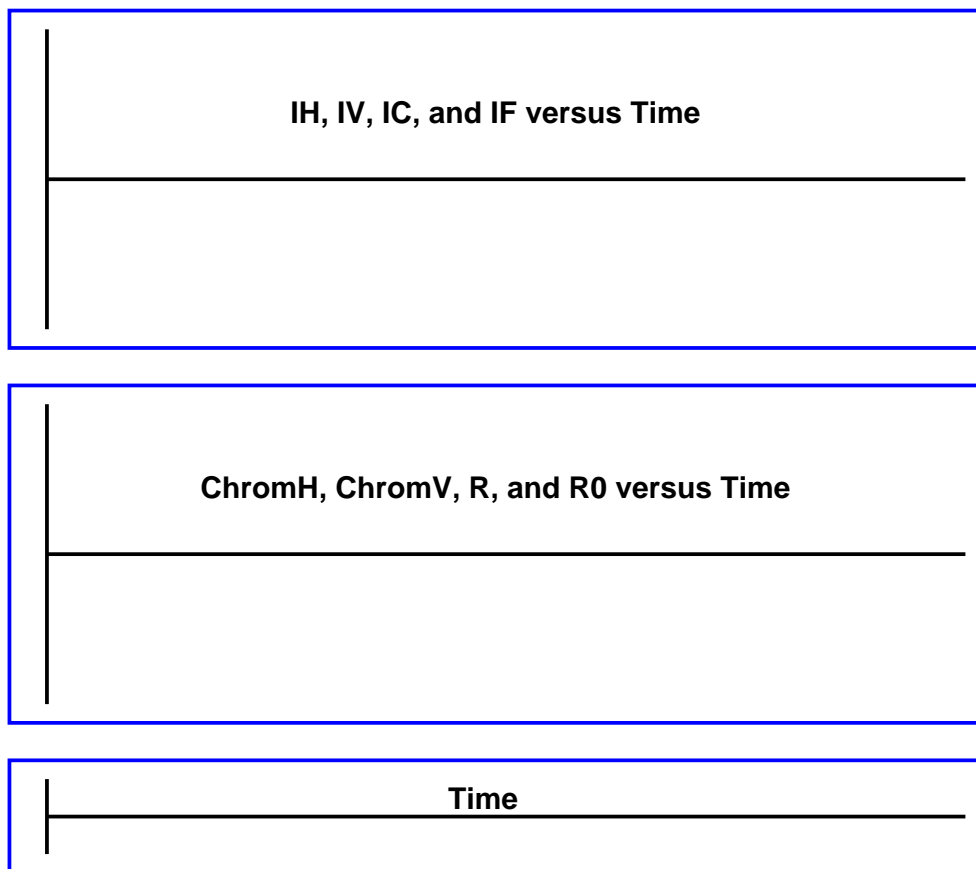 IH, IV, IC, and IF versus Time
ChromH, ChromV, R, and R0 versus Time
Time